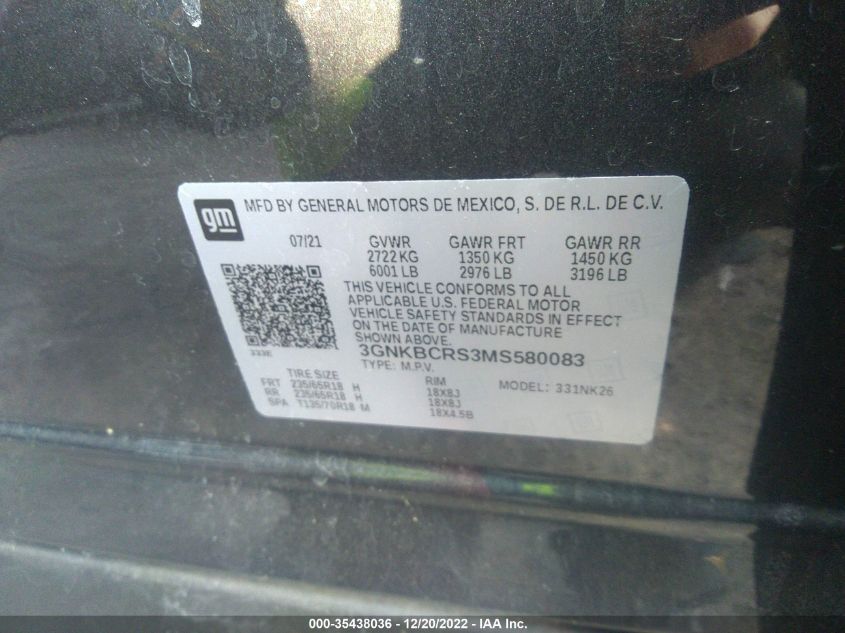 gm MFD BY GENERAL MOTORS DE MEXICO, S. DE R.L. DE C.V.
07/21 GVWR GAWR FRT GAWR RR
2722 KG 1350 KG 1450 KG
6001 LB 2976 LB 3196 LB
THIS VEHICLE CONFORMS TO ALL
APPLICABLE U.S. FEDERAL MOTOR
VEHICLE SAFETY STANDARDS IN EFFECT
ON THE DATE OF MANUFACTURE
SHOWN ABOVE.
333E 3GNKBCRS3MS580083
TYPE: M.P.V. MODEL: 331NK26
TIRE SIZE RIM
FRT 235/65R18 H 18X8J
RR 235/65R18 H 18X8J
SPA T135/70R18 M 18X4.5B
000-35438036 - 12/20/2022 - IAA Inc.